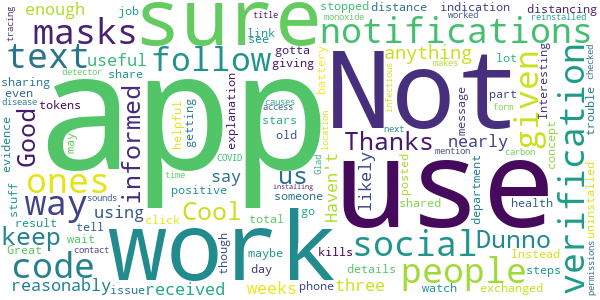 tracing
enough
job
title
stopped
distance
indication
worked
reinstalled
masks
sure
link
see
gotta
giving
notifications
distancing
text
useful
follow
app
Not
use
work
battery
anything
lot
Interesting
checked
sharing
share
explanation
message
part
trouble
even
tokens
getting
stars
access
old
given
verification
detector
monoxide
causes
infectious
makes
form
disease
Good
informed
may
helpful
COVID
location
Thanks
nearly
concept
evidence
ones
us
say
someone
positive
Haven't
likely
posted
department
uninstalled
stuff
way
using
Cool
total
go
shared
health
time
Glad
next
mention
carbon
result
keep
tell
click
kills
social
Dunno
Instead
Great
wait
though
maybe
details
steps
permissions
code
day
weeks
three
people
reasonably
issue
received
phone
watch
exchanged
sounds
contact
installing